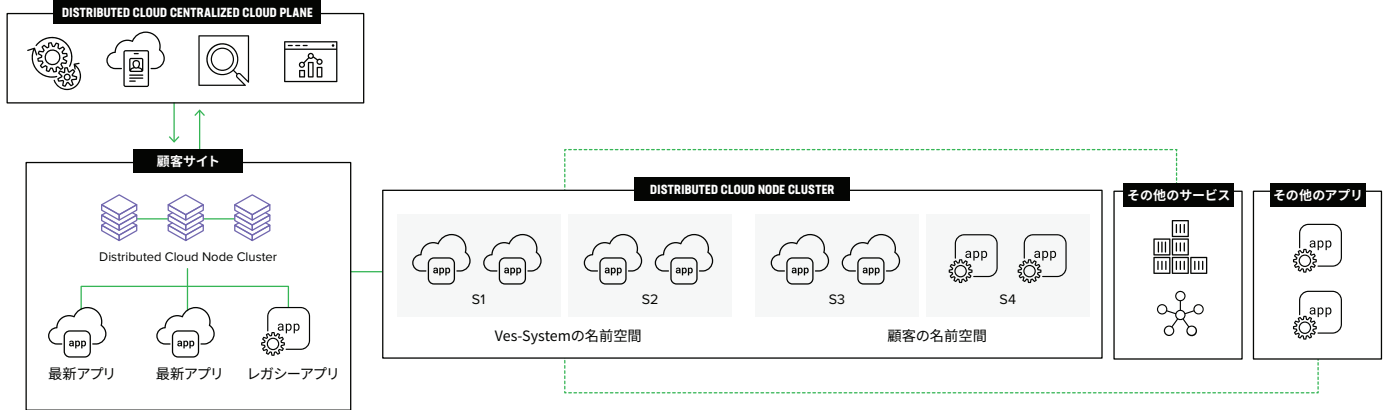 DISTRIBUTED CLOUD CENTRALIZED CLOUD PLANE
顧客サイト
Distributed Cloud Node Cluster
app
app
app
最新アプリ
最新アプリ
レガシーアプリ
DISTRIBUTED CLOUD NODE CLUSTER
app
app
app
app
app
app
app
app
S1
S2
S3
S4
Ves-Systemの名前空間
顧客の名前空間
その他のサービス
その他のアプリ
app
app